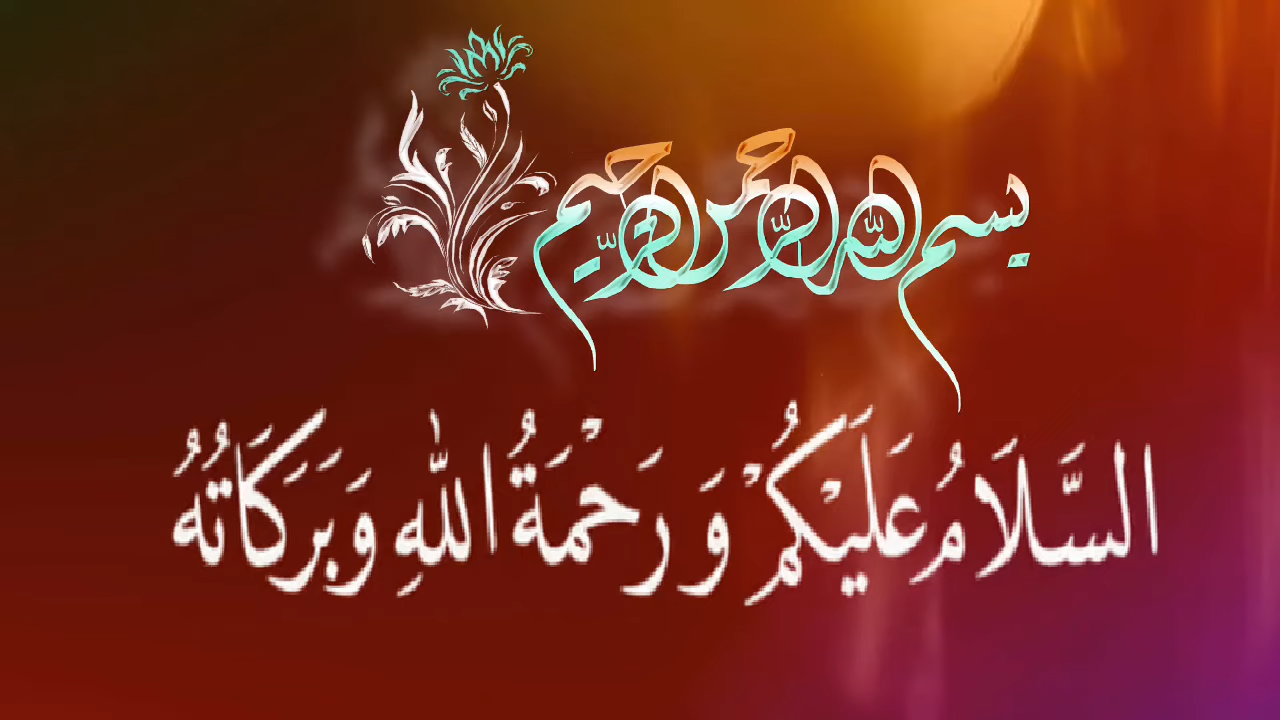 بسم الله الرحمن الرحيم
السَّلَامُ عَلَيْكُمْ وَ رَحْمَةُ اللهِ وَبَرَكَاتُهُ